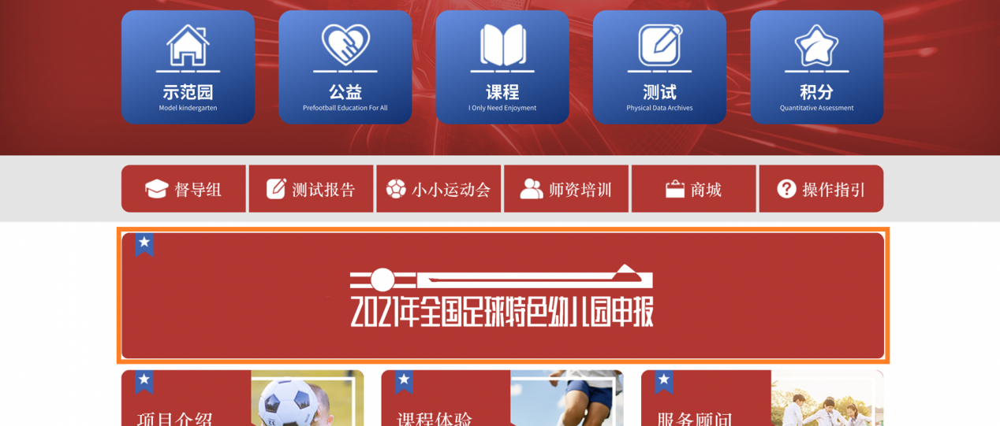 示范园
Model kindergarten
公益
Prefootball Education For All
课程
I Only Need Enjoyment
测试
Physical Data Archives
积分
Quantitative Assessment
督导组
测试报告
小小运动会
师资培训
商城
操作指引
2021年全国足球特色幼儿园申报
项目介绍
课程体验
服务顾问